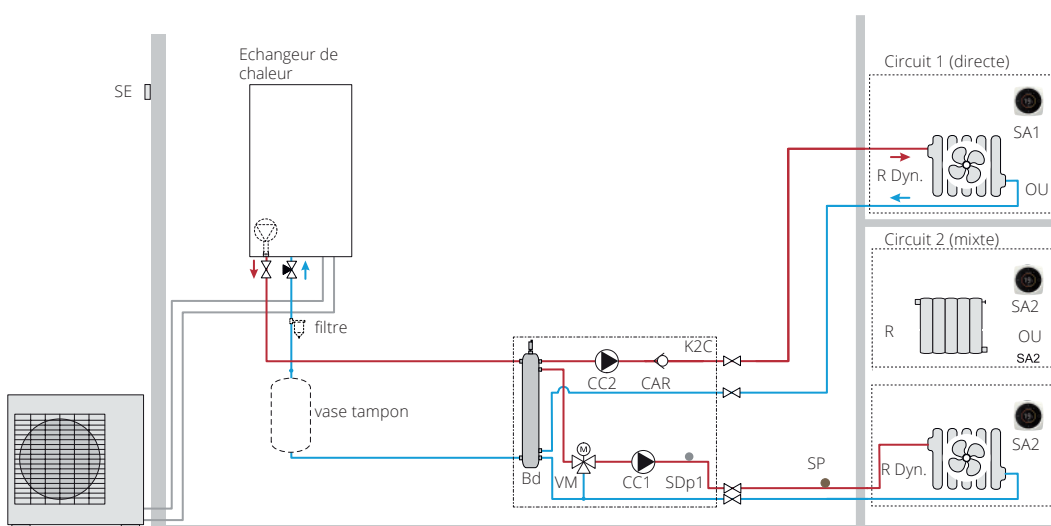 Echangeur de
chaleur
SE
filtre
vase tampon
K2C
CC2
CAR
M
Bd
VM
CC1
SDp1
SP
Circuit 1 (directe)
SA1
R Dyn.
OU
Circuit 2 (mixte)
SA2
R
OU
SA2
SA2
R Dyn.